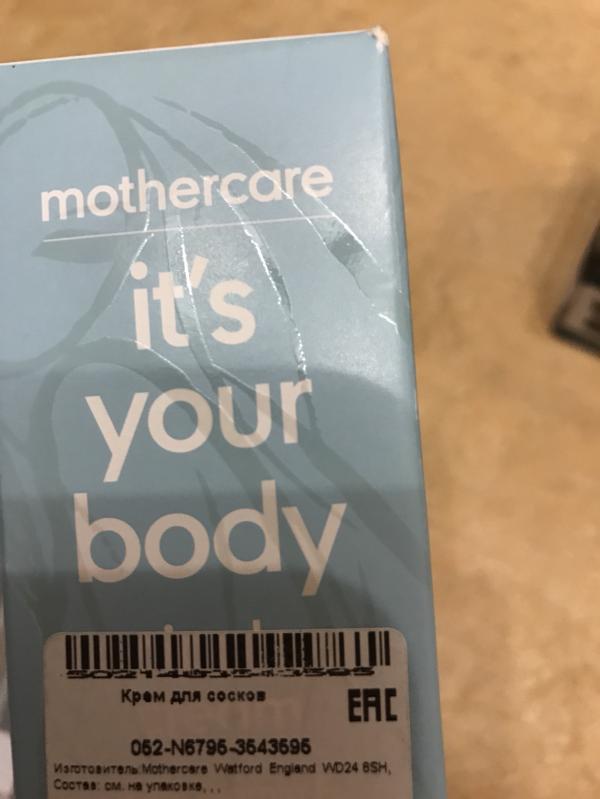 mothercare
it's
your
body
Крем для сосков
EAC
052-N6795-3543595
Изготовитель:Mothercare Watford England WD24 8SH,
Состав: см. на упаковке,,,